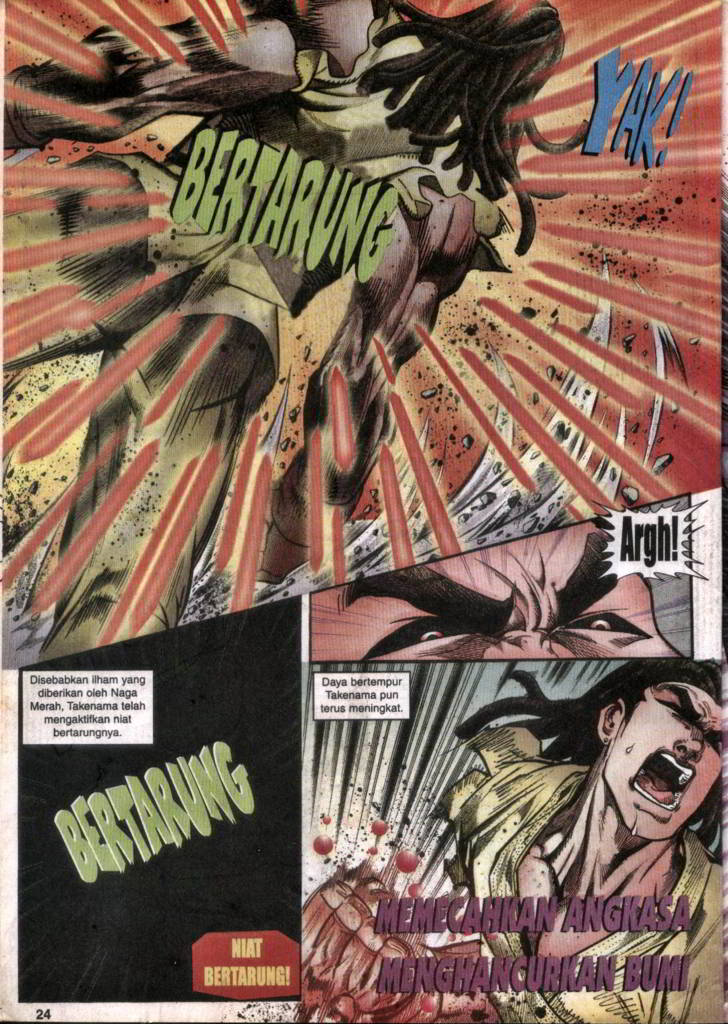 YAK!
BERTARUNG
Argh!
Disebabkan ilham yang
diberikan oleh Naga
Merah, Takenama telah
mengaktifkan niat
bertarungnya.
BERTARUNG
NIAT
BERTARUNG!
Daya bertempur
Takenama pun
terus meningkat.
MEMECAHKAN ANGKASA
MENGHANCURKAN BUMI
24